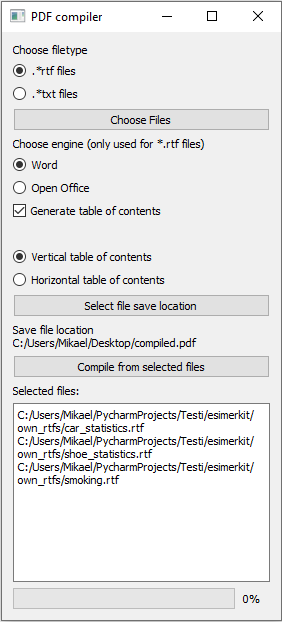 PDF compiler
Choose filetype
.*rtf files
.*txt files
Choose Files
Choose engine (only used for *.rtf files)
Word
Open Office
Generate table of contents
Vertical table of contents
Horizontal table of contents
Select file save location
Save file location
C:/Users/Mikael/Desktop/compiled.pdf
Compile from selected files
Selected files:
C:/Users/Mikael/PycharmProjects/Testi/esimerkit/
own_rtfs/car_statistics.rtf
C:/Users/Mikael/PycharmProjects/Testi/esimerkit/
own_rtfs/shoe_statistics.rtf
C:/Users/Mikael/PycharmProjects/Testi/esimerkit/
own_rtfs/smoking.rtf
0%